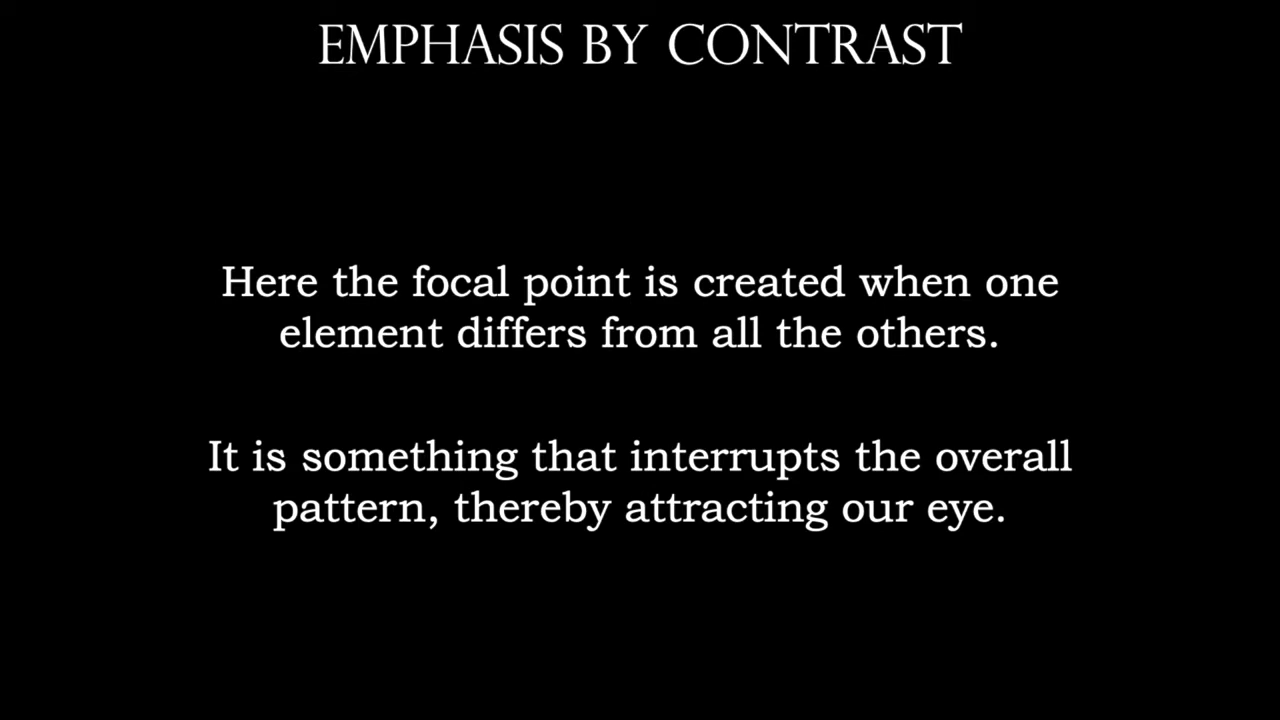 EMPHASIS BY CONTRAST
Here the focal point is created when one
element differs from all the others.
It is something that interrupts the overall
pattern, thereby attracting our eye.